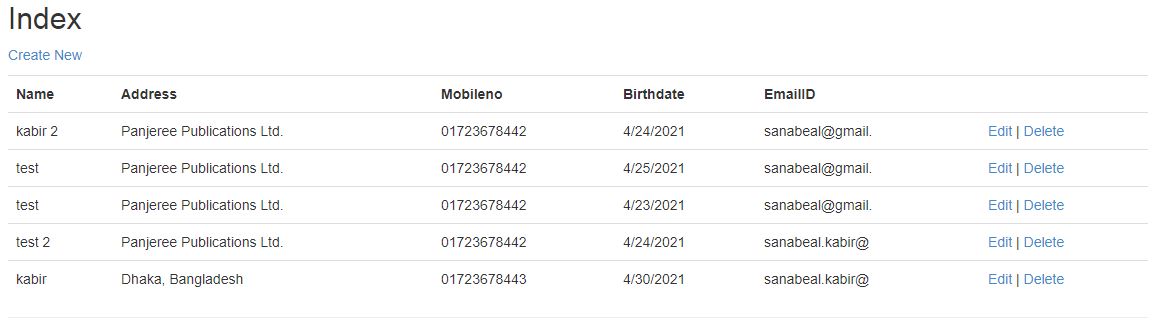 Index
Create New
Name Address Mobileno Birthdate EmailID
kabir 2 Panjeree Publications Ltd. 01723678442 4/24/2021 sanabeal@gmail. Edit | Delete
test Panjeree Publications Ltd. 01723678442 4/25/2021 sanabeal@gmail. Edit | Delete
test Panjeree Publications Ltd. 01723678442 4/23/2021 sanabeal@gmail. Edit | Delete
test 2 Panjeree Publications Ltd. 01723678442 4/24/2021 sanabeal.kabir@ Edit | Delete
kabir Dhaka, Bangladesh 01723678443 4/30/2021 sanabeal.kabir@ Edit | Delete